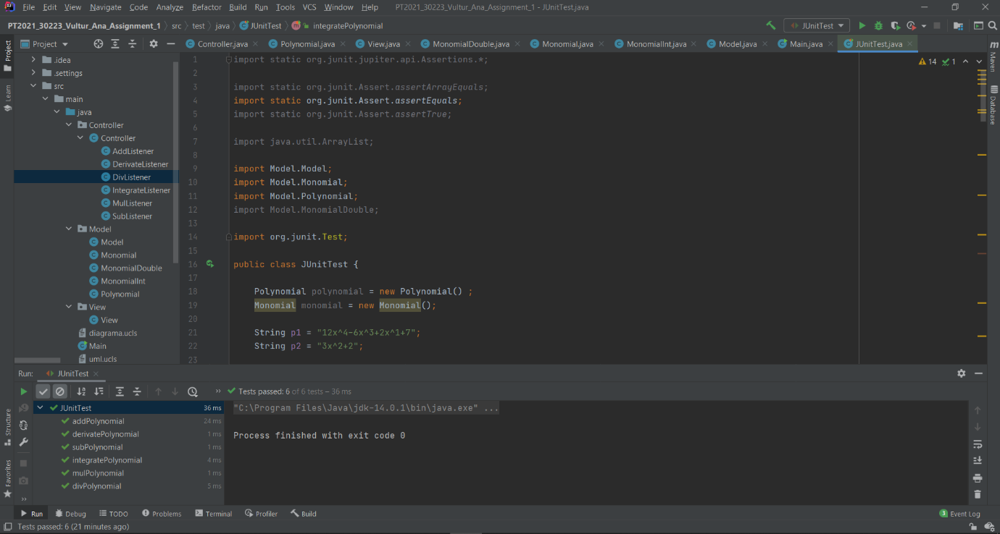 File Edit View Navigate Code Analyze Refactor Build Run Tools VCS Window Help PT2021_30223_Vultur_Ana_Assignment_1 - JUnitTest.java
PT2021_30223_Vultur_Ana_Assignment_1 src test java JUnitTest integratePolynomial JUnitTest
Project Controller.java Polynomial.java View.java MonomialDouble.java Monomial.java MonomialInt.java Model.java Main.java JUnitTest.java
Project
Learn
Structure
Favorites
m
Maven
Database
.idea
.settings
src
main
java
Controller
Controller
AddListener
DerivateListener
DivListener
IntegrateListener
MulListener
SubListener
Model
Model
Monomial
MonomialDouble
MonomialInt
Polynomial
View
View
diagrama.ucls
Main
uml.ucls
14 1
1 import static org.junit.jupiter.api.Assertions.*;
2
3 import static org.junit.Assert.assertArrayEquals;
4 import static org.junit.Assert.assertEquals;
5 import static org.junit.Assert.assertTrue;
6
7 import java.util.ArrayList;
8
9 import Model.Model;
10 import Model.Monomial;
11 import Model.Polynomial;
12 import Model.MonomialDouble;
13
14 import org.junit.Test;
15
16 public class JUnitTest {
17
18 Polynomial polynomial = new Polynomial() ;
19 Monomial monomial = new Monomial();
20
21 String p1 = "12x^4-6x^3+2x^1+7";
22 String p2 = "3x^2+2";
23
Run: JUnitTest
Tests passed: 6 of 6 tests – 36 ms
JUnitTest 36 ms
addPolynomial 24 ms
derivatePolynomial 1 ms
subPolynomial 1 ms
integratePolynomial 4 ms
mulPolynomial 1 ms
divPolynomial 5 ms
"C:\Program Files\Java\jdk-14.0.1\bin\java.exe" ...
Process finished with exit code 0
Run Debug TODO Problems Terminal Profiler Build 3 Event Log
Tests passed: 6 (21 minutes ago)